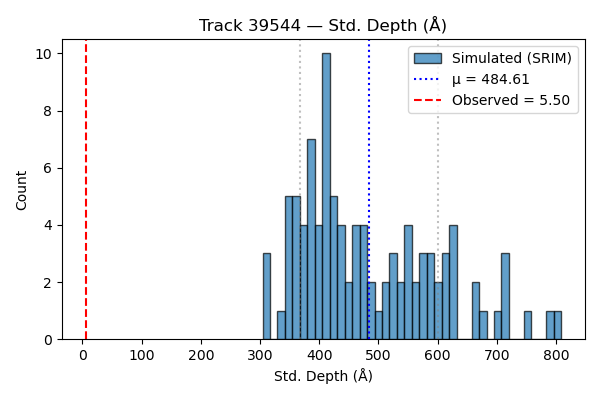 Track 39544 — Std. Depth (Å)
Simulated (SRIM)
μ = 484.61
Observed = 5.50
Count
10
8
6
4
2
0
0 100 200 300 400 500 600 700 800
Std. Depth (Å)